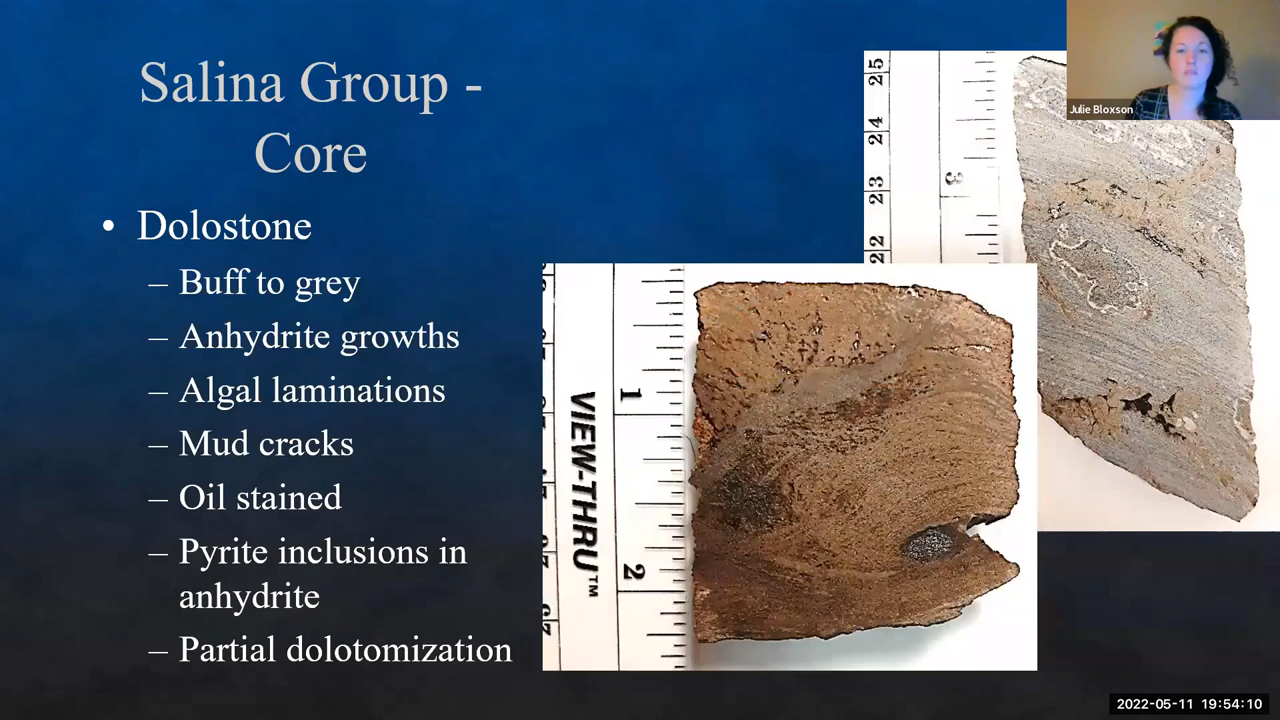 Salina Group -
Core
• Dolostone
– Buff to grey
– Anhydrite growths
– Algal laminations
– Mud cracks
– Oil stained
– Pyrite inclusions in
anhydrite
– Partial dolotomization
VIEW-THRU™
1
2
25
24
23
22
3
Julie Bloxson
2022-05-11 19:54:10